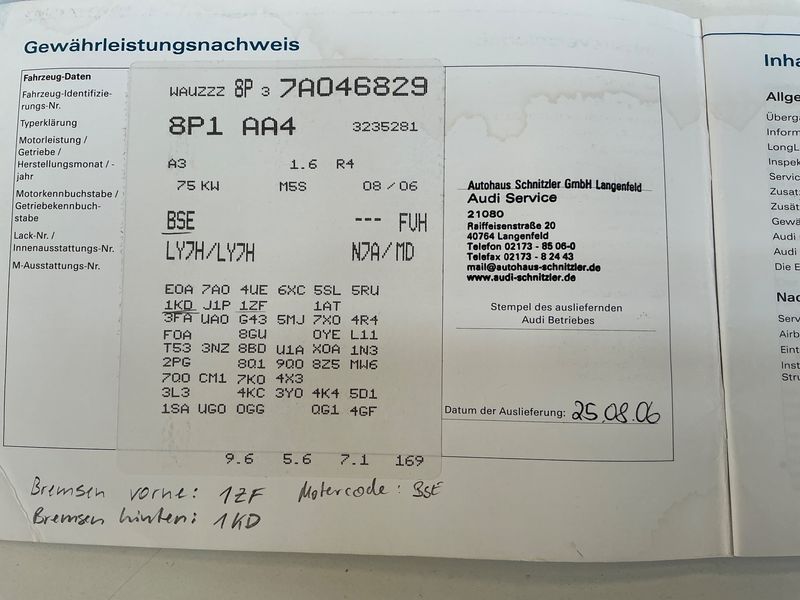 Gewährleistungsnachweis
Fahrzeug-Daten
Fahrzeug-Identifizie-
rungs-Nr.
Typerklärung
Motorleistung /
Getriebe /
Herstellungsmonat / -
jahr
Motorkennbuchstabe /
Getriebekennbuch-
stabe
Lack-Nr. /
Innenausstattungs-Nr.
M-Ausstattungs-Nr.
WAUZZZ 8P 3 7A046829
8P1 AA4 3235281
A3 1.6 R4
75 KW M5S 08 / 06
BSE --- FUH
LY7H/LY7H N7A/MD
E0A 7A0 4UE 6XC 5SL 5RU
1KD J1P 1ZF 1AT
3FA UA0 G43 5MJ 7X0 4R4
F0A 8GU 0YE L11
T53 3NZ 8BD U1A X0A 1N3
2PG 8Q1 9Q0 8Z5 MW6
7Q0 CM1 7K0 4X3
3L3 4KC 3Y0 4K4 5D1
1SA UG0 0GG QG1 4GF
9.6 5.6 7.1 169
Autohaus Schnitzler GmbH Langenfeld
Audi Service
21080
Raiffeisenstraße 20
40764 Langenfeld
Telefon 02173 - 85 06-0
Telefax 02173 - 8 24 43
mail@autohaus-schnitzler.de
www.audi-schnitzler.de
Stempel des ausliefernden
Audi Betriebes
Datum der Auslieferung: 25.08.06
Bremsen vorne: 1ZF Motorcode: BSE
Bremsen hinten: 1KD
Inha
Allge
Überga
Inform
LongL
Inspek
Servic
Zusat
Zusät
Gewä
Audi
Audi
Die E
Nac
Serv
Airb
Eint
Inst
Stru